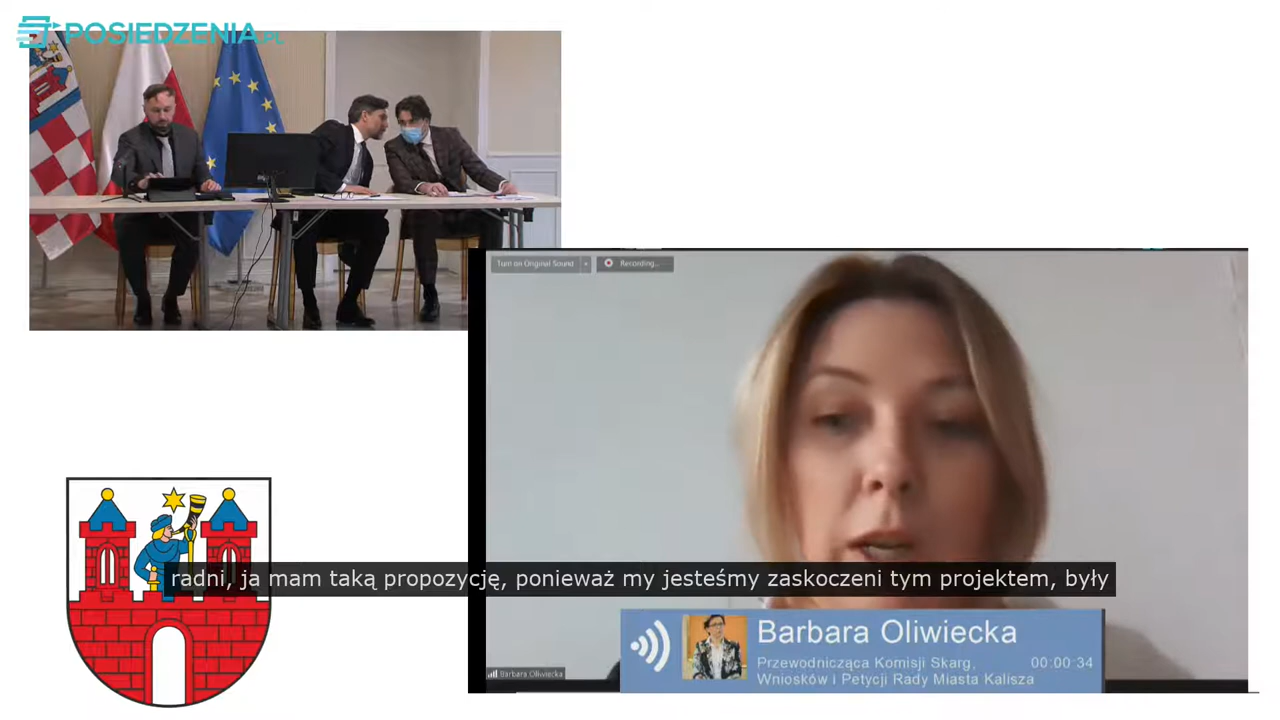 POSIEDZENIA.PL
Turn on Original Sound
Recording...
radni, ja mam taką propozycję, ponieważ my jesteśmy zaskoczeni tym projektem, były
Barbara Oliwiecka
Przewodnicząca Komisji Skarg, 00:00:34
Wniosków i Petycji Rady Miasta Kalisza
Barbara Oliwiecka